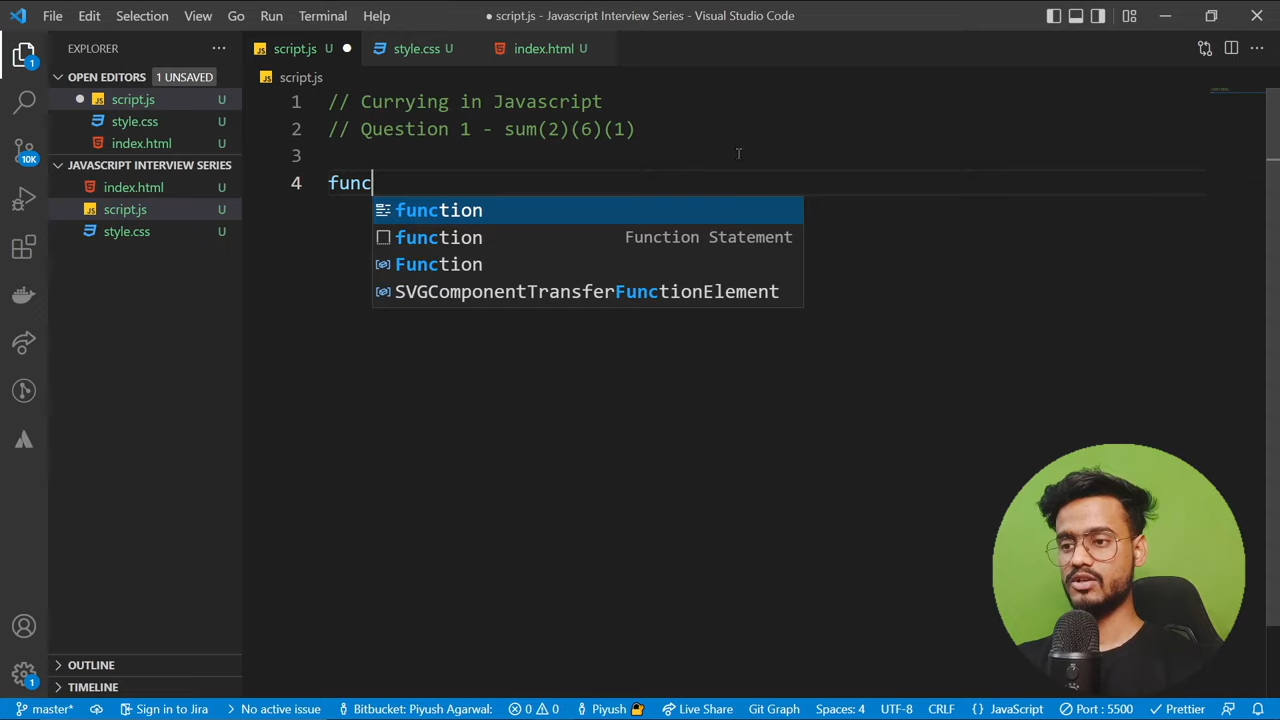 File Edit Selection View Go Run Terminal Help
● script.js - Javascript Interview Series - Visual Studio Code
EXPLORER
script.js U
style.css U
index.html U
OPEN EDITORS 1 UNSAVED
script.js U
style.css U
index.html U
JAVASCRIPT INTERVIEW SERIES
index.html U
script.js U
style.css U
script.js
1 // Currying in Javascript
2 // Question 1 - sum(2)(6)(1)
3
4 func
function
function Function Statement
Function
SVGComponentTransferFunctionElement
1
10K
1
OUTLINE
TIMELINE
master* Sign in to Jira No active issue Bitbucket: Piyush Agarwal: 0 0 Piyush Live Share Git Graph Spaces: 4 UTF-8 CRLF {} JavaScript Port : 5500 Prettier